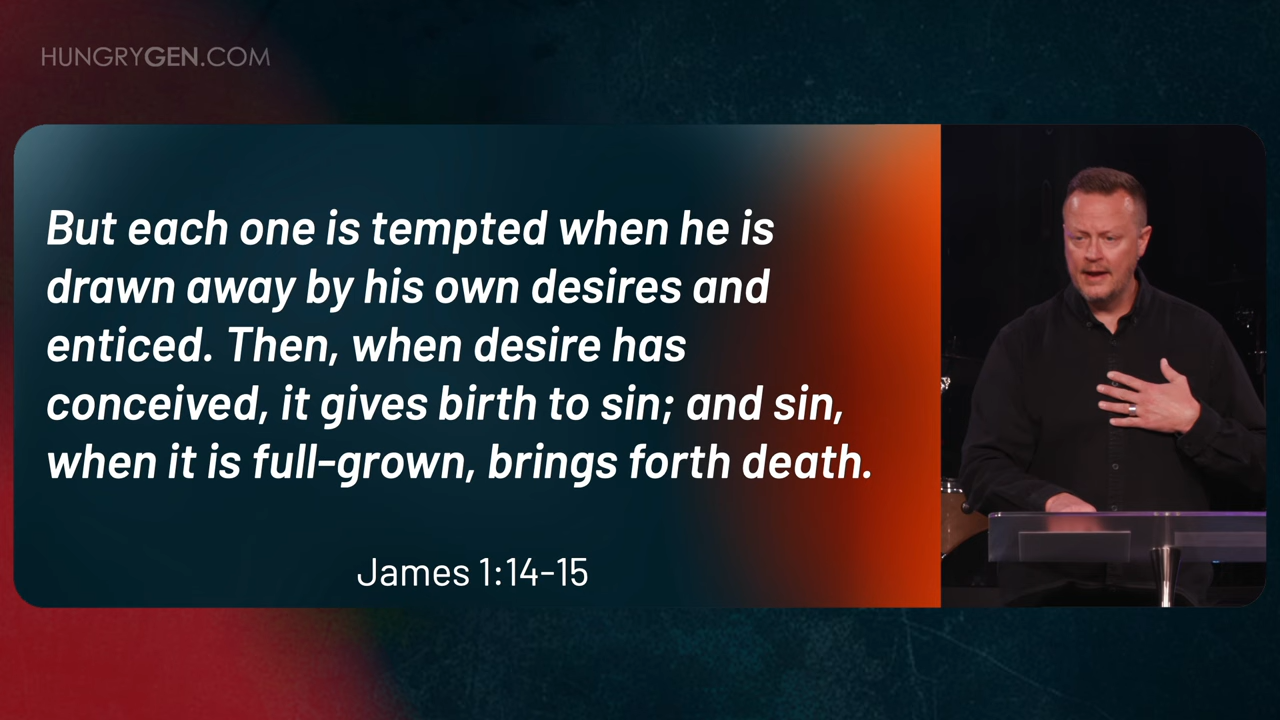 HUNGRYGEN.COM
But each one is tempted when he is
drawn away by his own desires and
enticed. Then, when desire has
conceived, it gives birth to sin; and sin,
when it is full-grown, brings forth death.
James 1:14-15